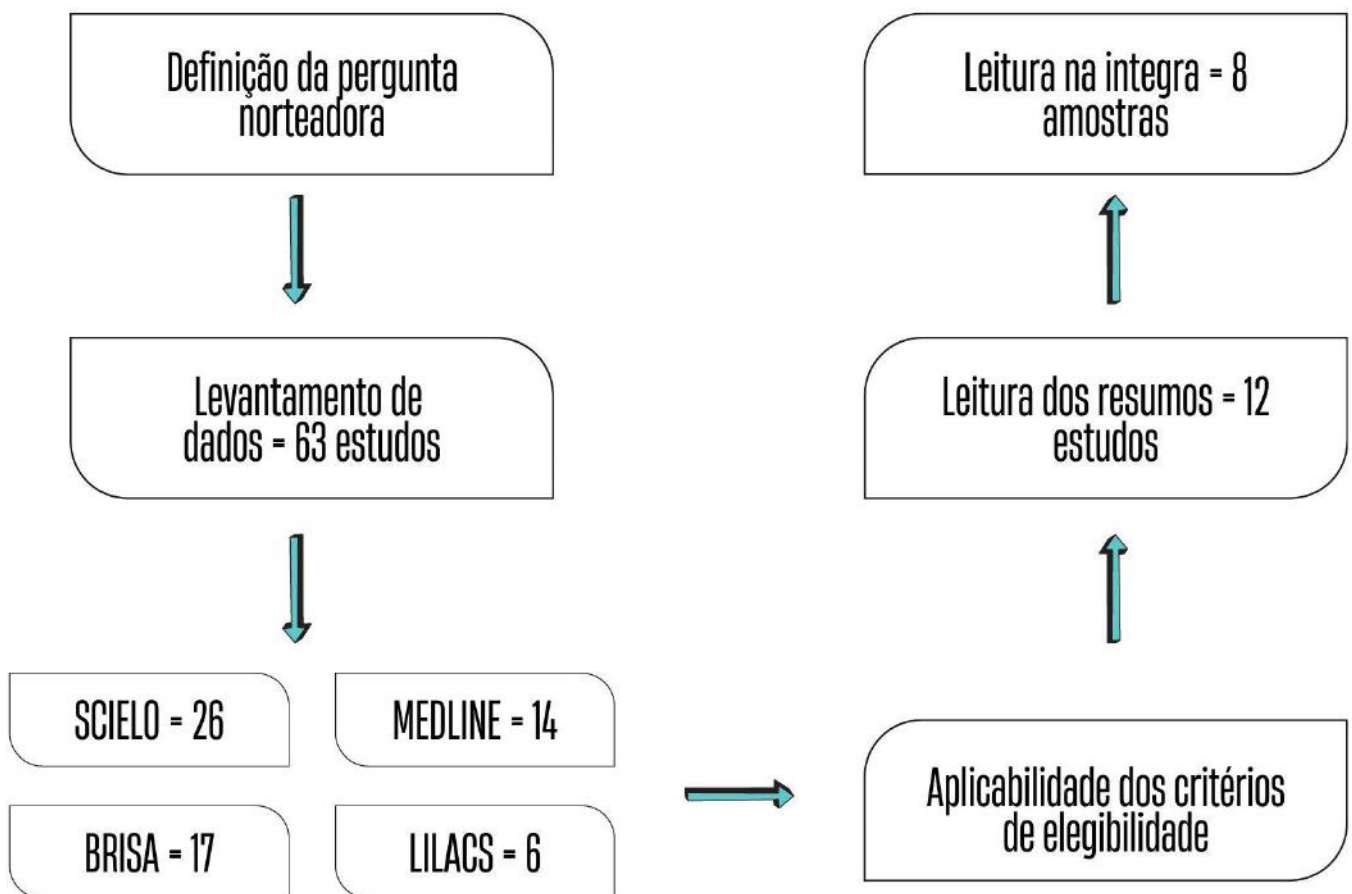 Definição da pergunta
norteadora
Levantamento de
dados = 63 estudos
SCIELO = 26
MEDLINE = 14
BRISA = 17
LILACS = 6
Aplicabilidade dos critérios
de elegibilidade
Leitura dos resumos = 12
estudos
Leitura na integra = 8
amostras